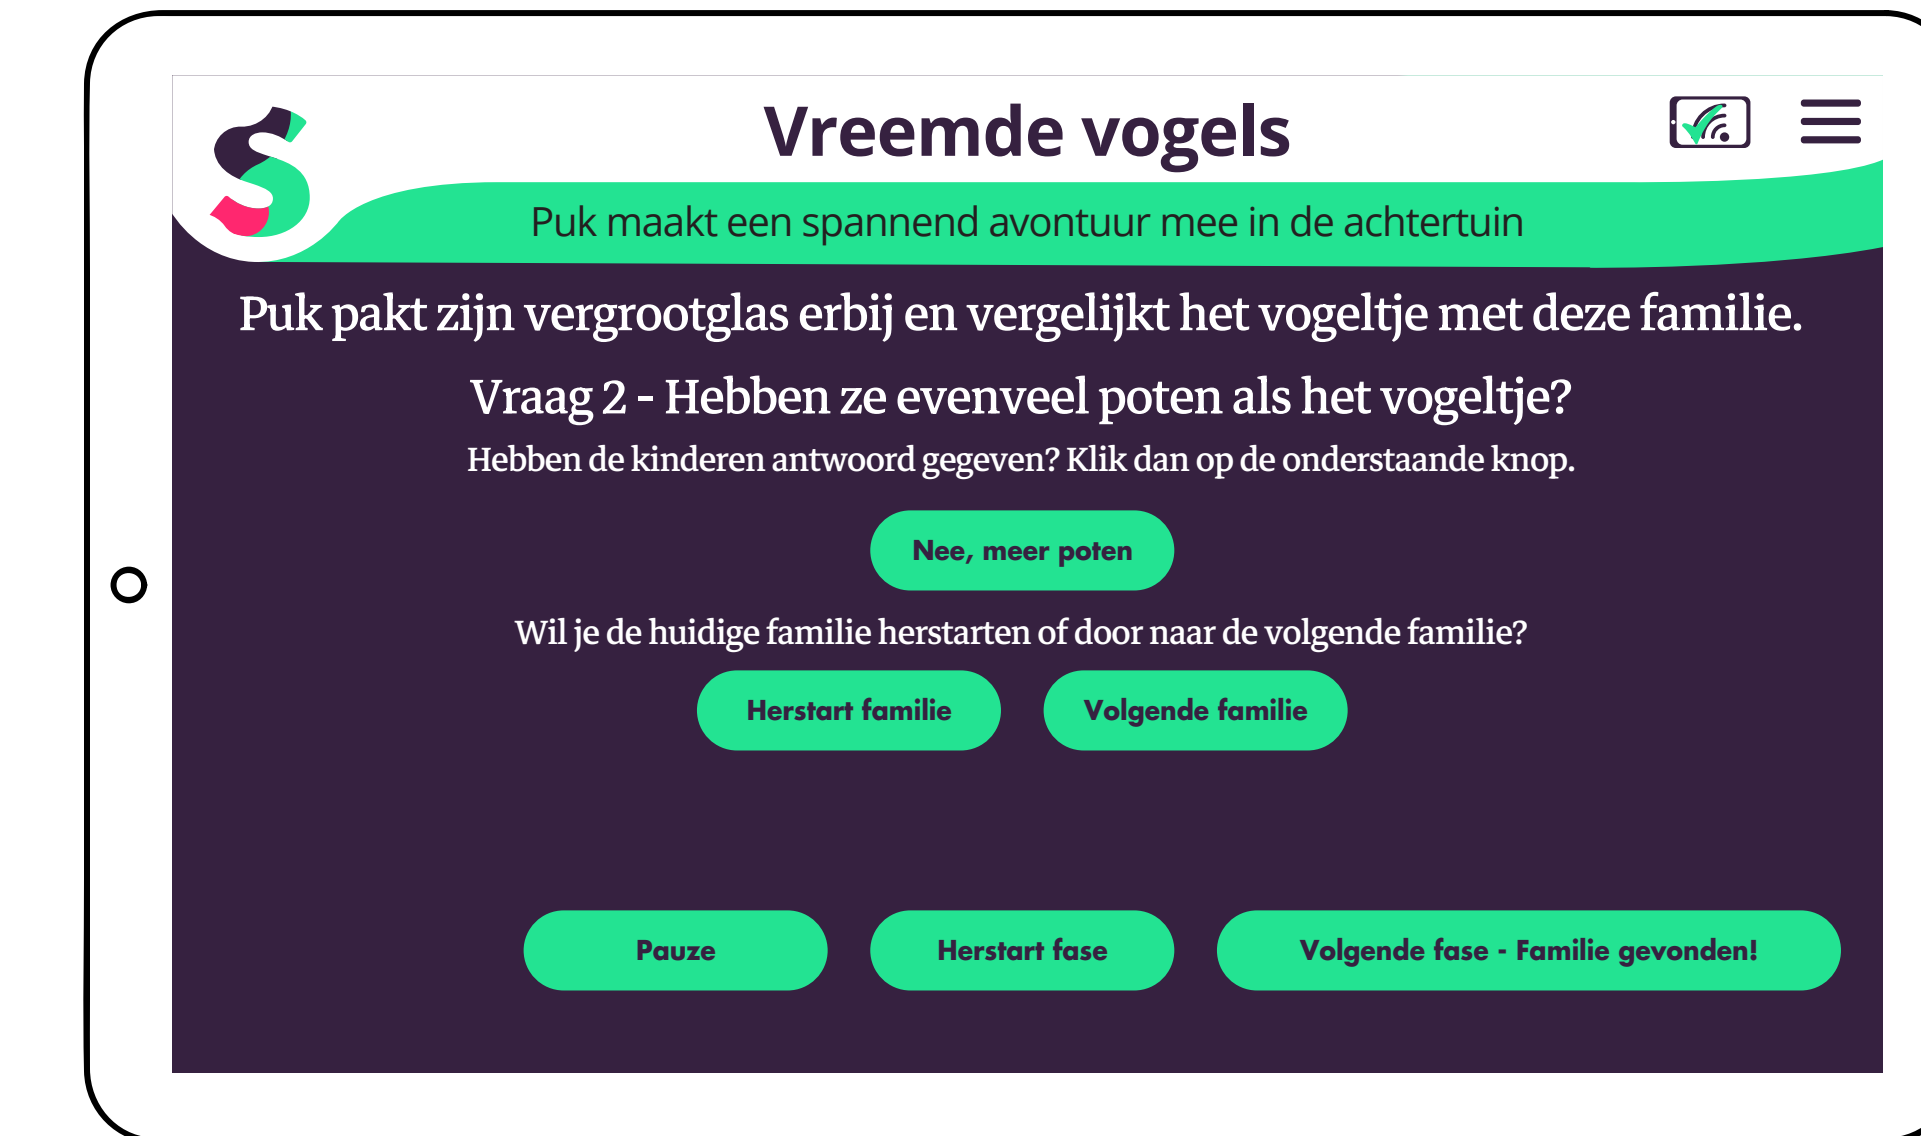 Vreemde vogels
Puk maakt een spannend avontuur mee in de achtertuin
Puk pakt zijn vergrootglas erbij en vergelijkt het vogeltje met deze familie.
Vraag 2 - Hebben ze evenveel poten als het vogeltje?
Hebben de kinderen antwoord gegeven? Klik dan op de onderstaande knop.
Nee, meer poten
Wil je de huidige familie herstarten of door naar de volgende familie?
Herstart familie
Volgende familie
Pauze
Herstart fase
Volgende fase - Familie gevonden!